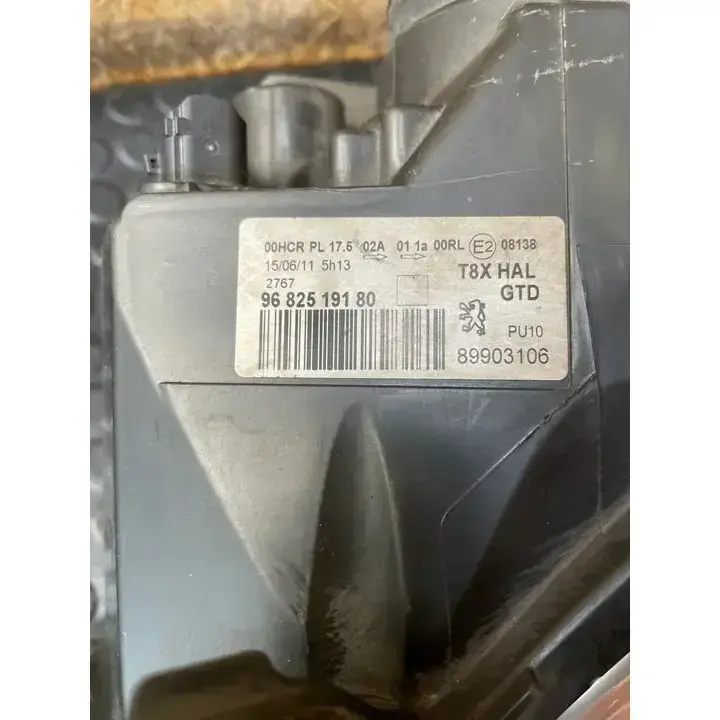 00HCR PL 17.5 02A 01 1a 00RL E2 08138
15/06/11 5h13
T8X HAL
2767
GTD
96 825 191 80
PU10
89903106